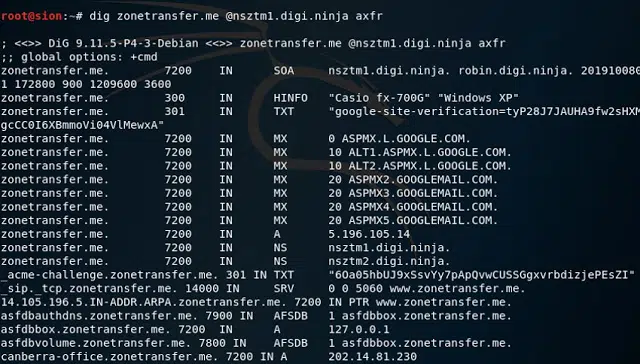 root@sion:~# dig zonetransfer.me @nsztm1.digi.ninja axfr
; <<>> DiG 9.11.5-P4-3-Debian <<>> zonetransfer.me @nsztm1.digi.ninja axfr
;; global options: +cmd
zonetransfer.me. 7200 IN SOA nsztm1.digi.ninja. robin.digi.ninja. 201910080
1 172800 900 1209600 3600
zonetransfer.me. 300 IN HINFO "Casio fx-700G" "Windows XP"
zonetransfer.me. 301 IN TXT "google-site-verification=tyP28J7JAUHA9fw2sHXM
gcCC0I6XBmmoVi04VlMewxA"
zonetransfer.me. 7200 IN MX 0 ASPMX.L.GOOGLE.COM.
zonetransfer.me. 7200 IN MX 10 ALT1.ASPMX.L.GOOGLE.COM.
zonetransfer.me. 7200 IN MX 10 ALT2.ASPMX.L.GOOGLE.COM.
zonetransfer.me. 7200 IN MX 20 ASPMX2.GOOGLEMAIL.COM.
zonetransfer.me. 7200 IN MX 20 ASPMX3.GOOGLEMAIL.COM.
zonetransfer.me. 7200 IN MX 20 ASPMX4.GOOGLEMAIL.COM.
zonetransfer.me. 7200 IN MX 20 ASPMX5.GOOGLEMAIL.COM.
zonetransfer.me. 7200 IN A 5.196.105.14
zonetransfer.me. 7200 IN NS nsztm1.digi.ninja.
zonetransfer.me. 7200 IN NS nsztm2.digi.ninja.
_acme-challenge.zonetransfer.me. 301 IN TXT "6Oa05hbUJ9xSsvYy7pApQvwCUSSGgxvrbdizjePEsZI"
_sip._tcp.zonetransfer.me. 14000 IN SRV 0 0 5060 www.zonetransfer.me.
14.105.196.5.IN-ADDR.ARPA.zonetransfer.me. 7200 IN PTR www.zonetransfer.me.
asfdbauthdns.zonetransfer.me. 7900 IN AFSDB 1 asfdbbox.zonetransfer.me.
asfdbbox.zonetransfer.me. 7200 IN A 127.0.0.1
asfdbvolume.zonetransfer.me. 7800 IN AFSDB 1 asfdbbox.zonetransfer.me.
canberra-office.zonetransfer.me. 7200 IN A 202.14.81.230